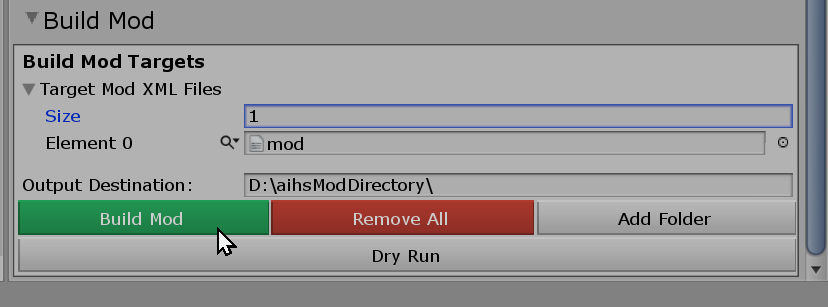 Build Mod
Build Mod Targets
Target Mod XML Files
Size 1
Element 0 mod
Output Destination: D:\aihsModDirectory\
Build Mod Remove All Add Folder
Dry Run